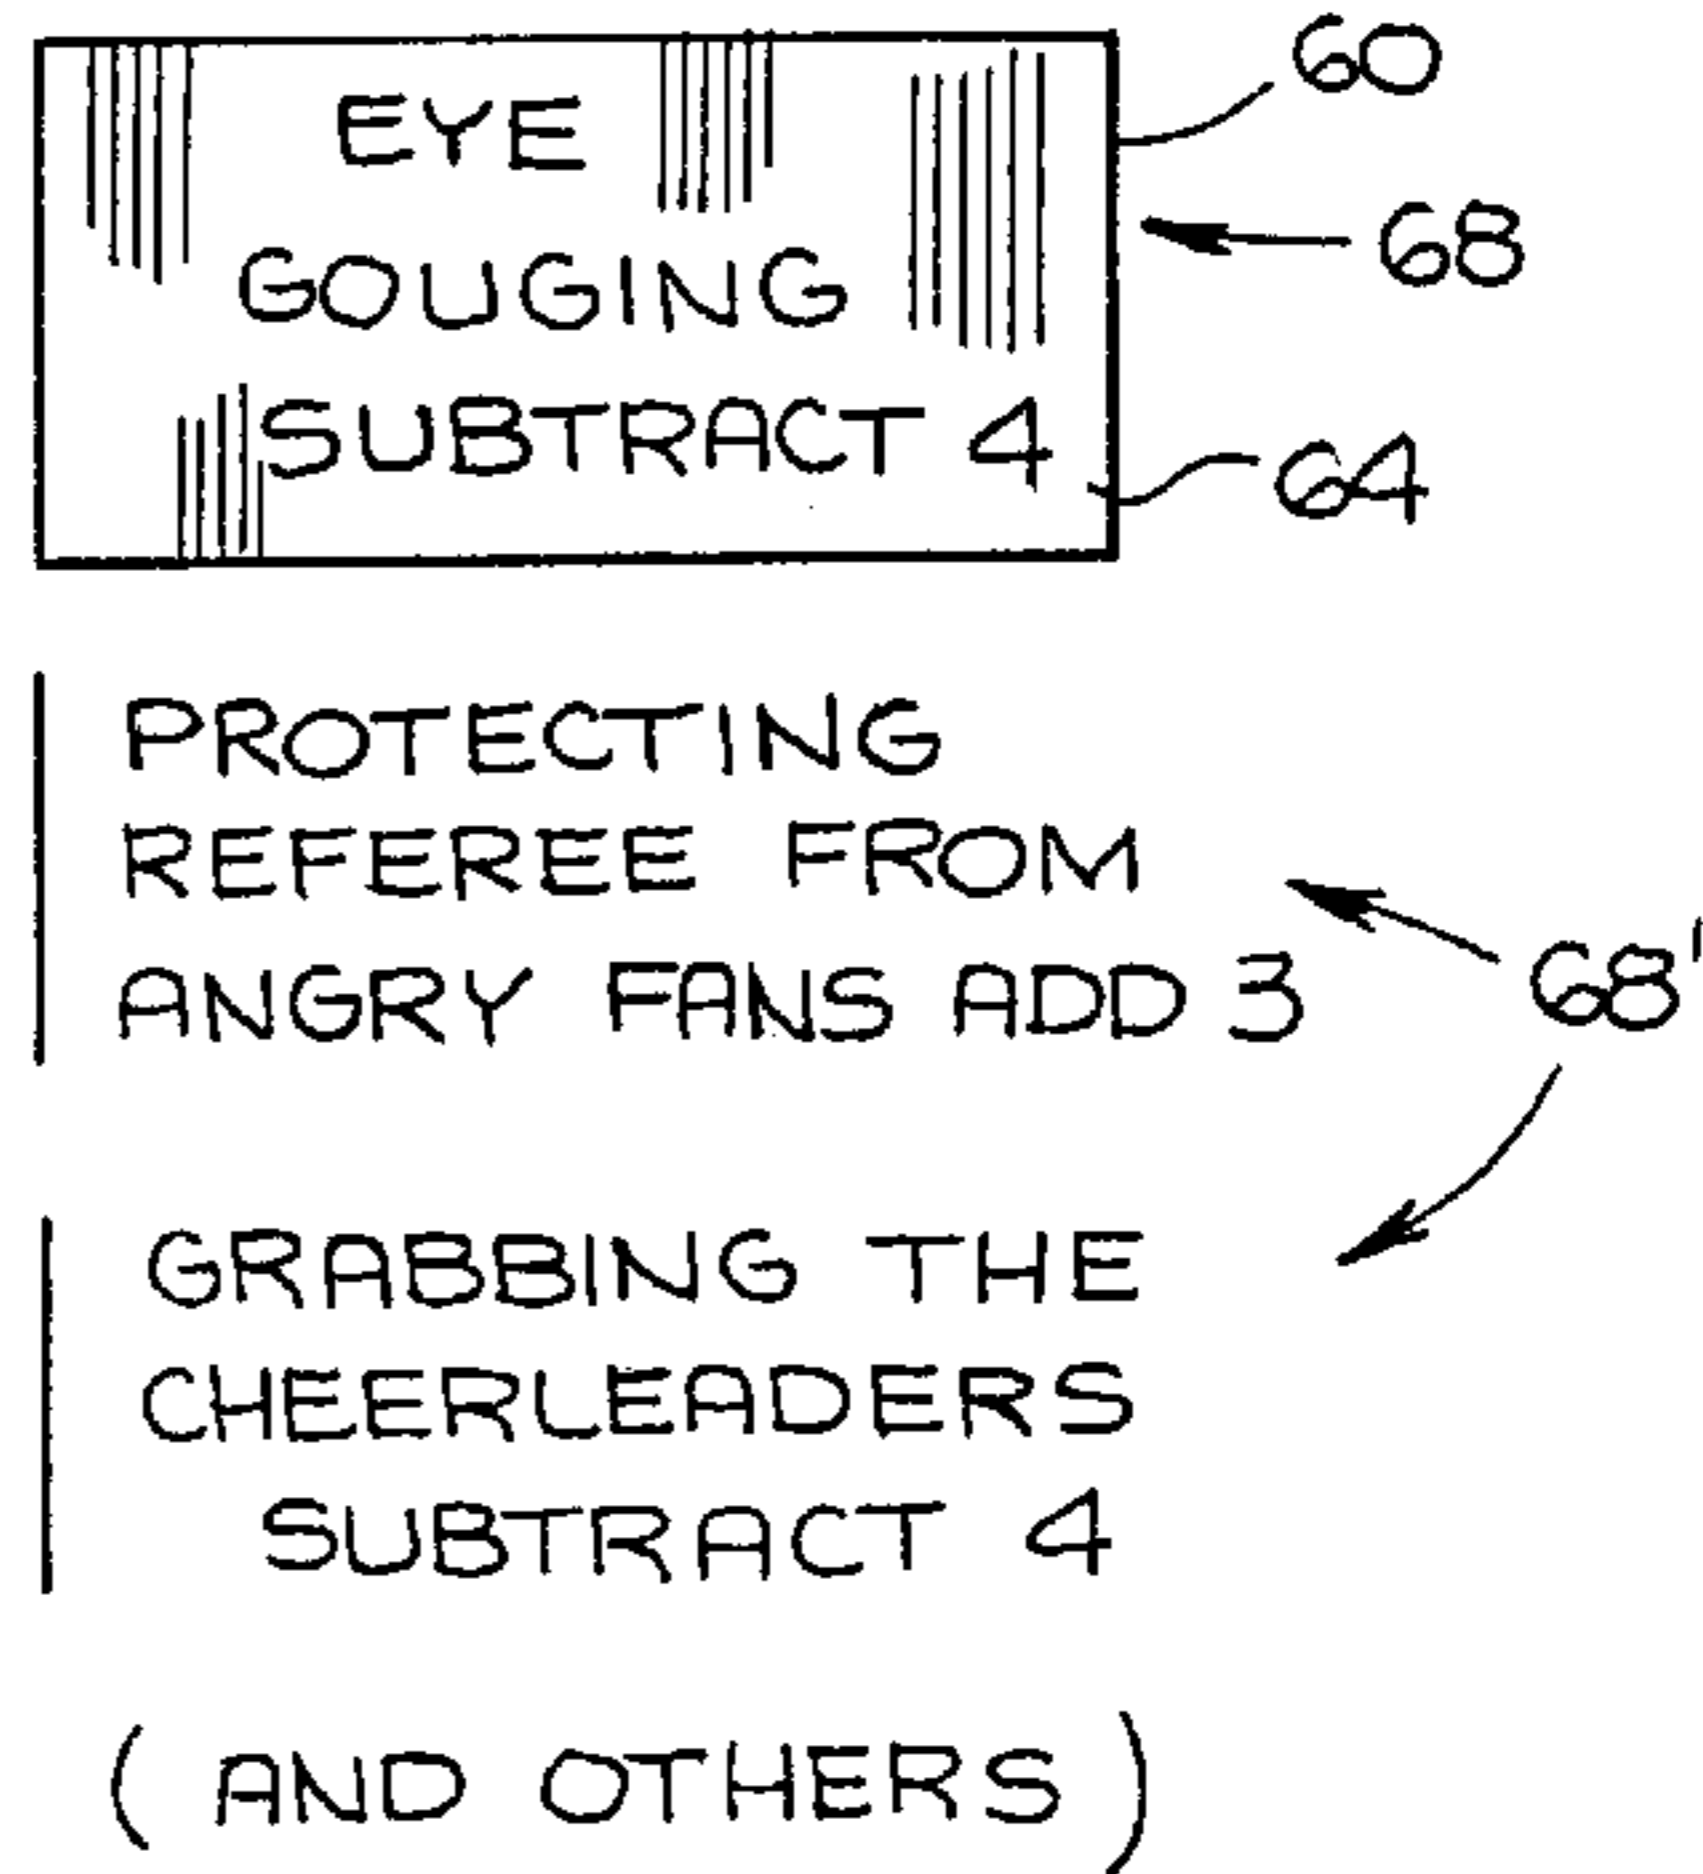 EYE 60
GOUGING 68
SUBTRACT 4 64
PROTECTING
REFEREE FROM
ANGRY FANS ADD 3 68'
GRABBING THE
CHEERLEADERS
SUBTRACT 4
(AND OTHERS)